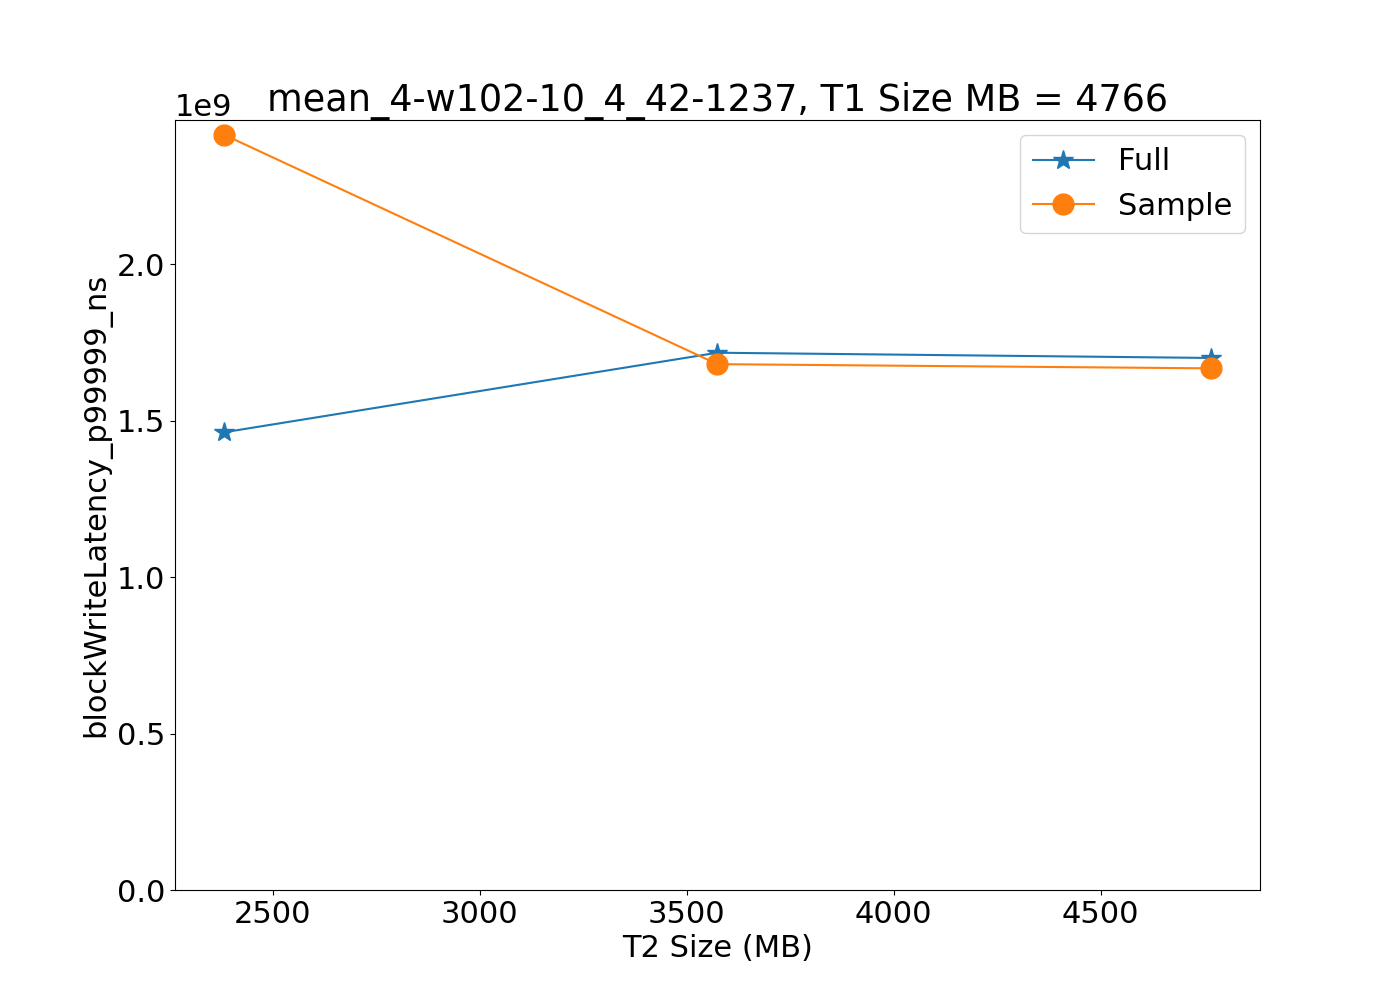 mean_4-w102-10_4_42-1237, T1 Size MB = 4766
1e9
Full
Sample
2.0
1.5
1.0
0.5
0.0
blockWriteLatency_p99999_ns
2500 3000 3500 4000 4500
T2 Size (MB)